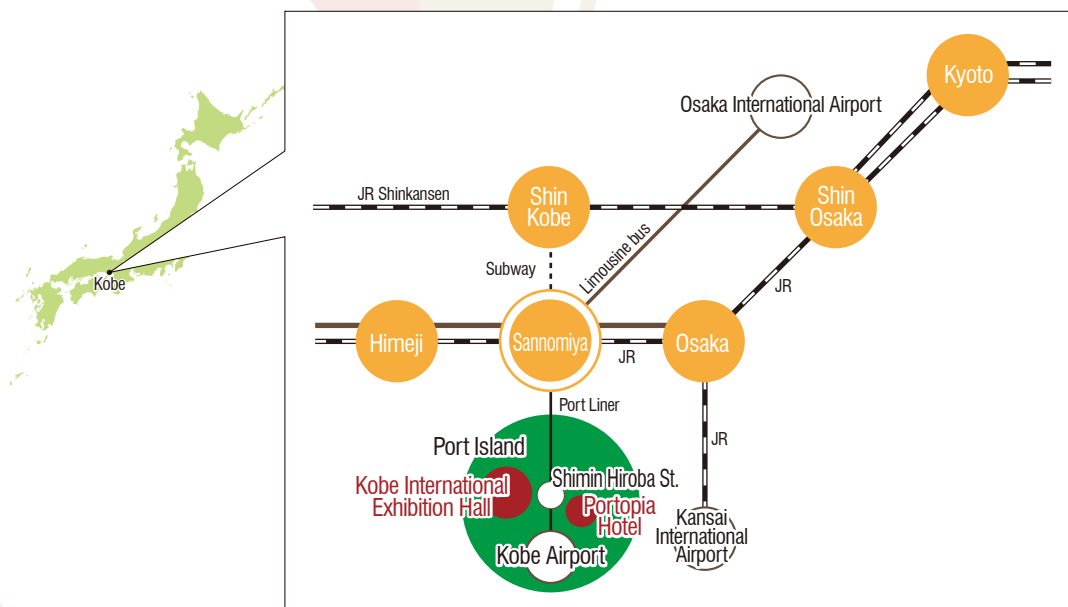 Kyoto
Osaka International Airport
JR Shinkansen
Shin
Kobe
Shin
Osaka
Subway
Limousine bus
Kobe
JR
Himeji
Sannomiya
JR
Osaka
Port Liner
JR
Port Island
Kobe International
Exhibition Hall
Shimin Hiroba St.
Portopia
Hotel
Kobe Airport
Kansai
International
Airport